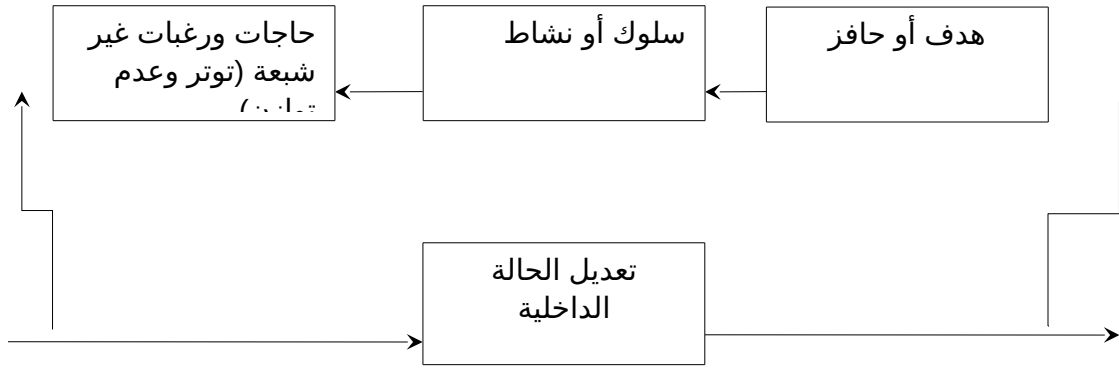 هدف أو حافز
سلوك أو نشاط
حاجات ورغبات غير
شبعة (توتر وعدم
تعديل الحالة
الداخلية